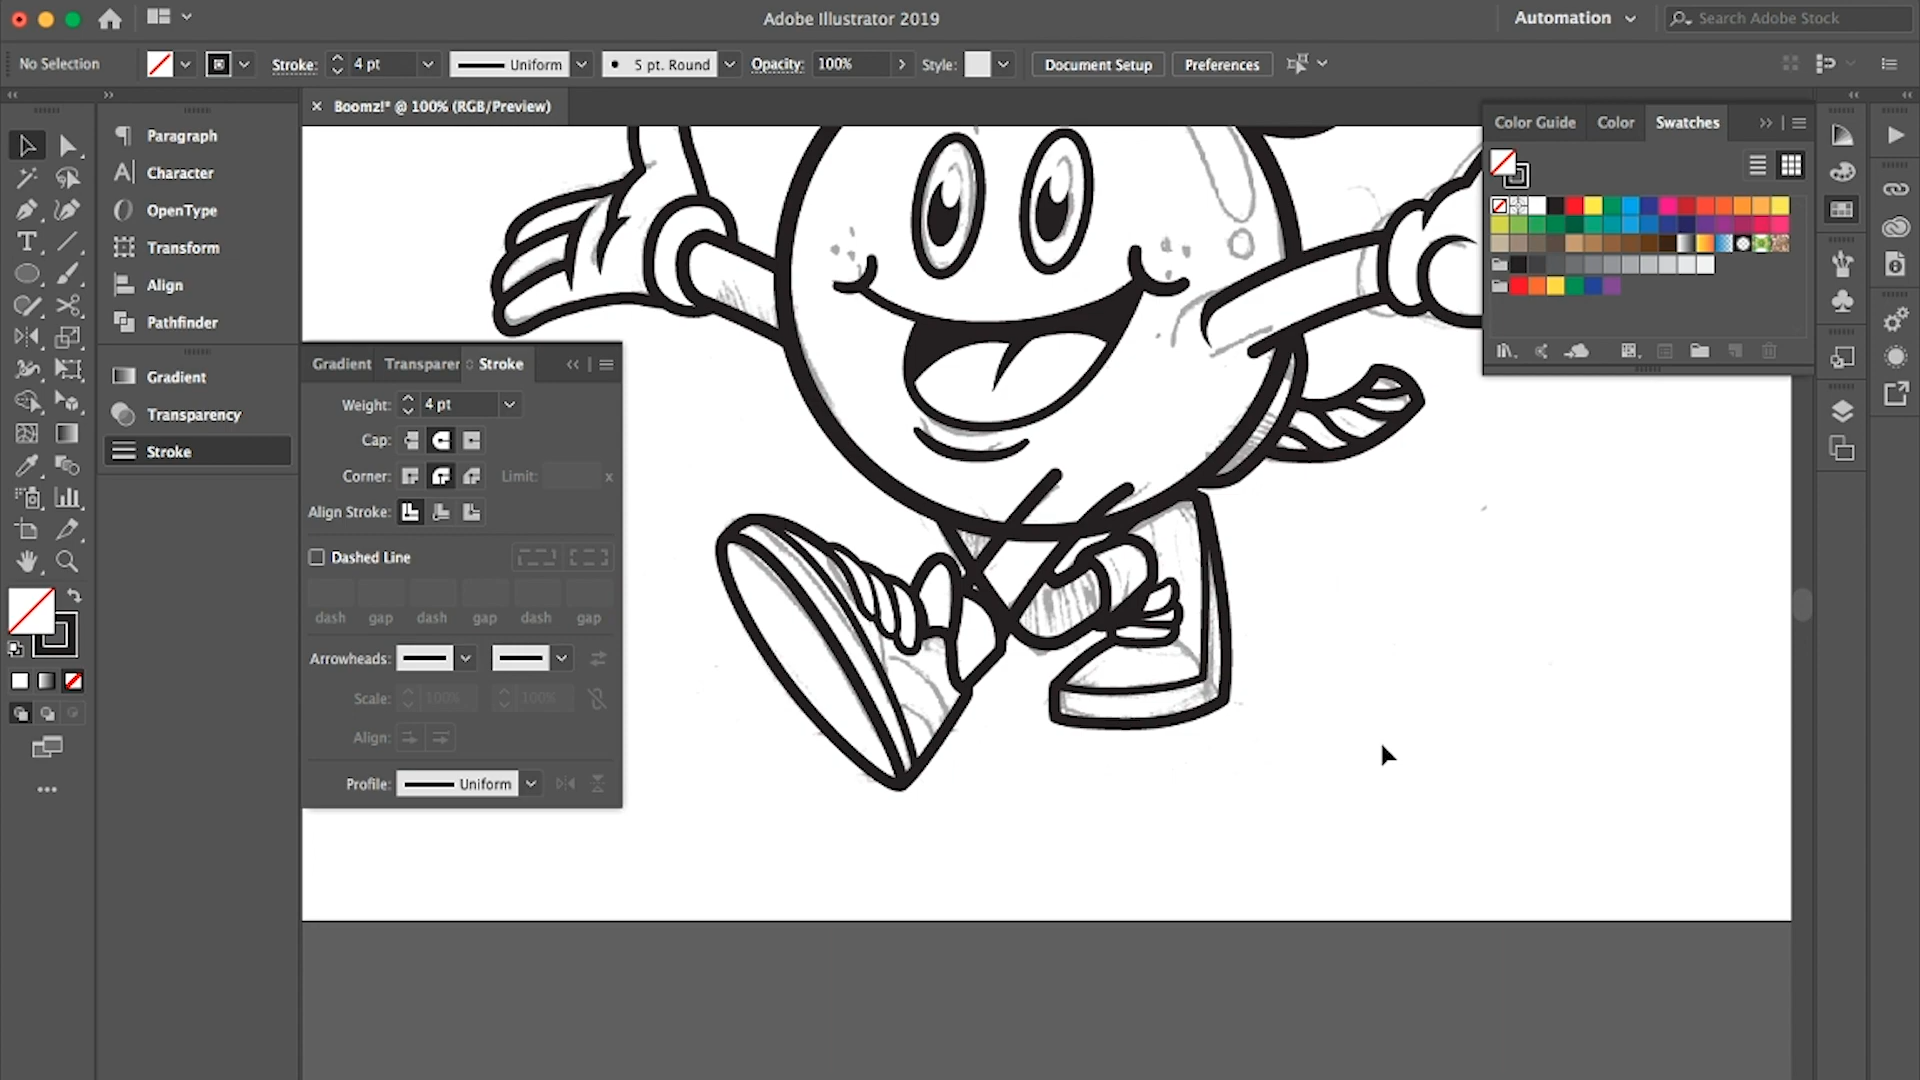 Adobe Illustrator 2019
Automation
Search Adobe Stock
No Selection
Stroke:
4 pt
Uniform
5 pt. Round
Opacity:
100%
Style:
Document Setup
Preferences
Boomz!* @ 100% (RGB/Preview)
Color Guide
Color
Swatches
Paragraph
Character
OpenType
Transform
Align
Pathfinder
Gradient
Transparency
Stroke
Gradient
Transparer
Stroke
Weight:
4 pt
Cap:
Corner:
Limit:
x
Align Stroke:
Dashed Line
dash gap dash gap dash gap
Arrowheads:
Scale:
100%
100%
Align:
Profile:
Uniform